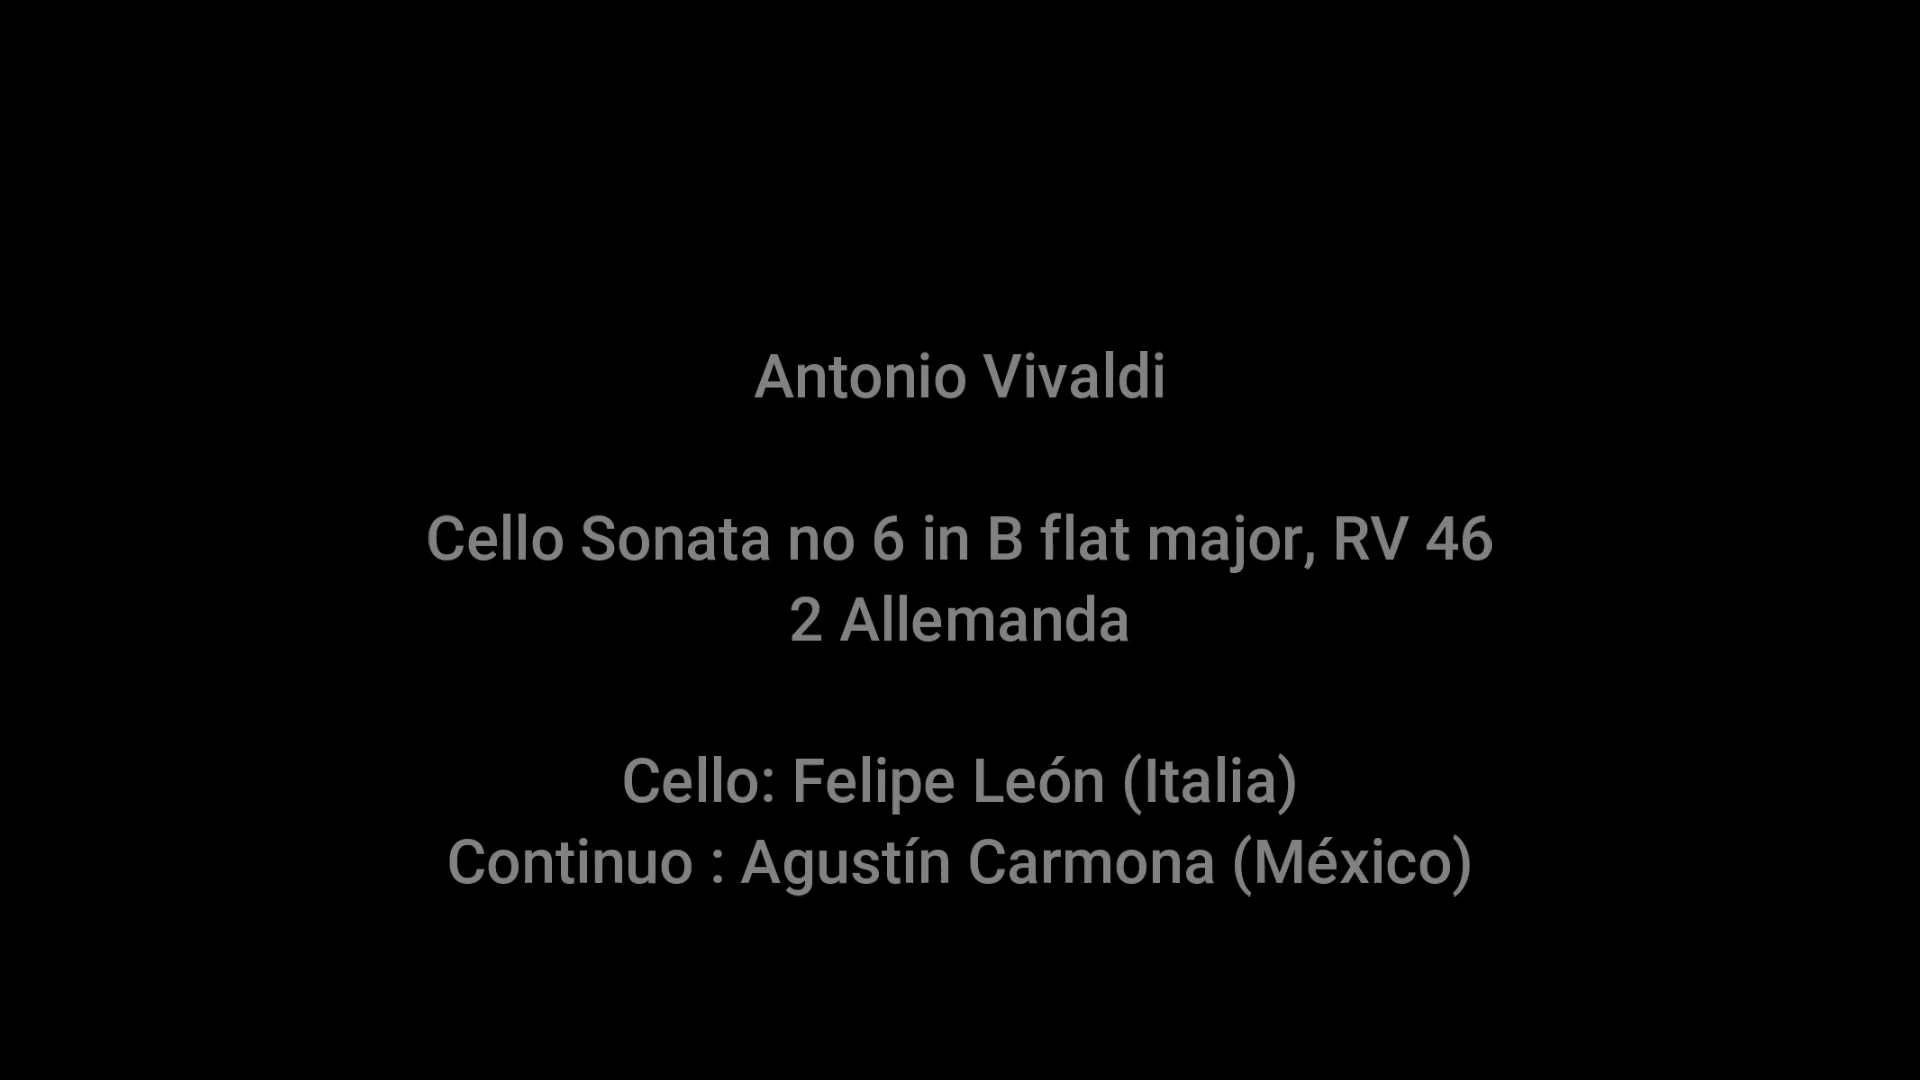 Antonio Vivaldi
Cello Sonata no 6 in B flat major, RV 46
2 Allemanda
Cello: Felipe León (Italia)
Continuo : Agustín Carmona (México)